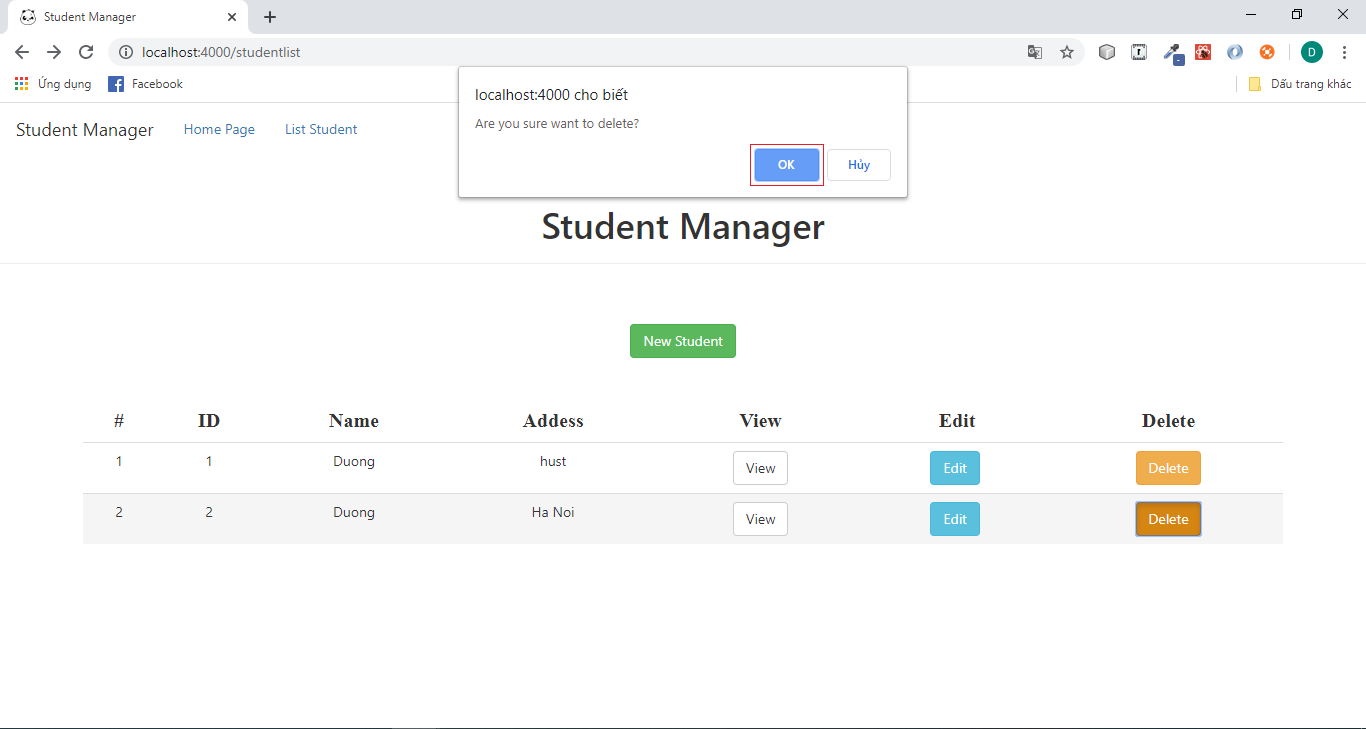 Student Manager
localhost:4000/studentlist
Ứng dụng Facebook Dấu trang khác
localhost:4000 cho biết
Are you sure want to delete?
OK Hủy
Student Manager Home Page List Student
Student Manager
New Student
# ID Name Addess View Edit Delete
1 1 Duong hust View Edit Delete
2 2 Duong Ha Noi View Edit Delete
D